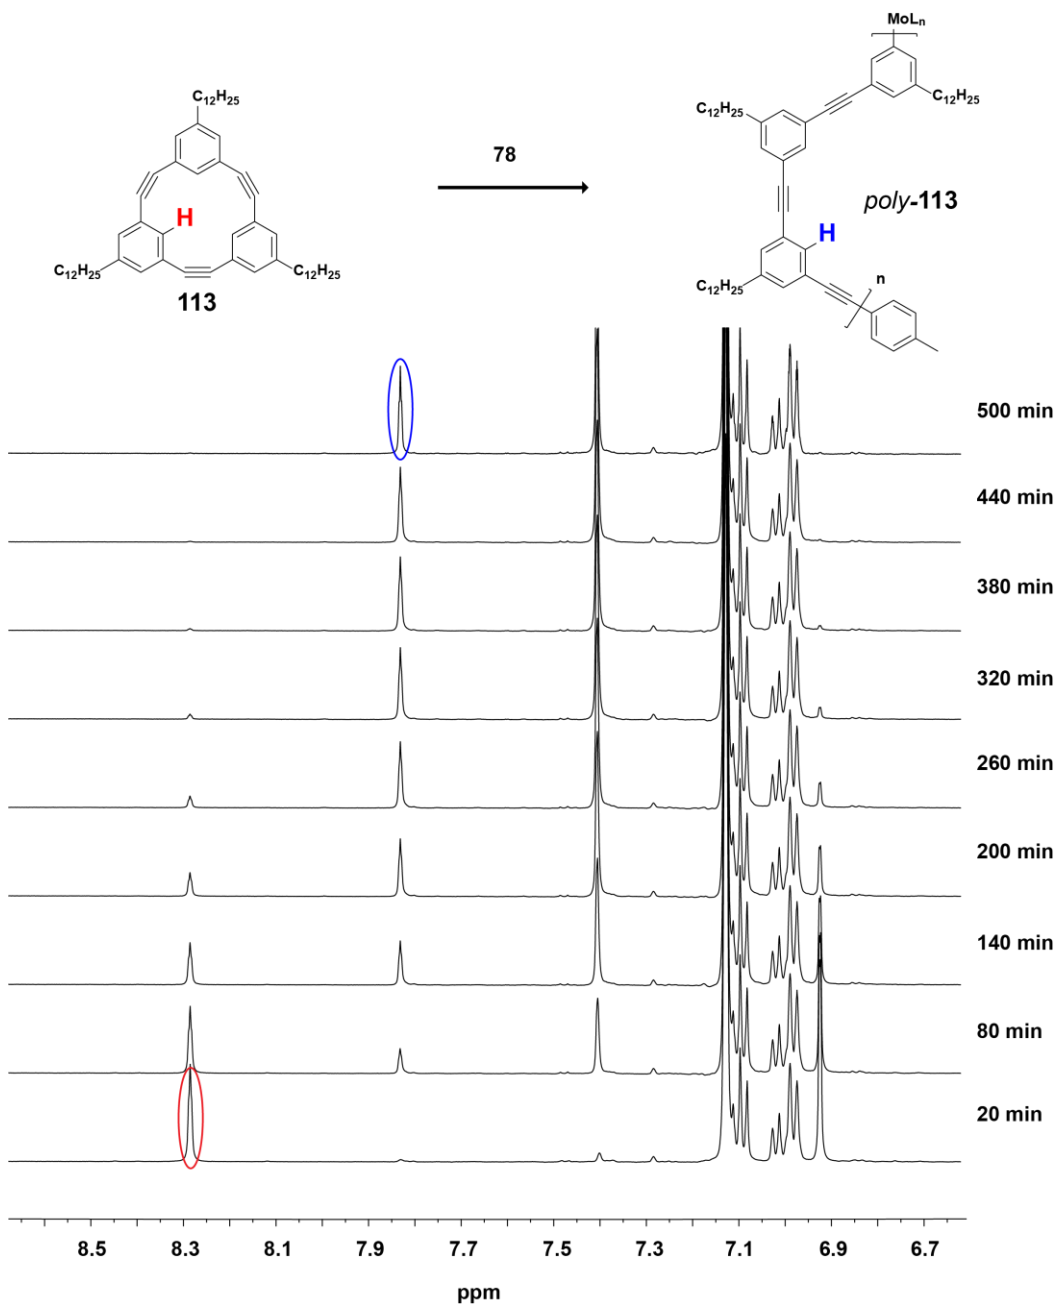 MoLn
C12H25
C12H25
C12H25
78
H
poly-113
H
C12H25
C12H25
C12H25
n
113
500 min
440 min
380 min
320 min
260 min
200 min
140 min
80 min
20 min
8.5 8.3 8.1 7.9 7.7 7.5 7.3 7.1 6.9 6.7
ppm